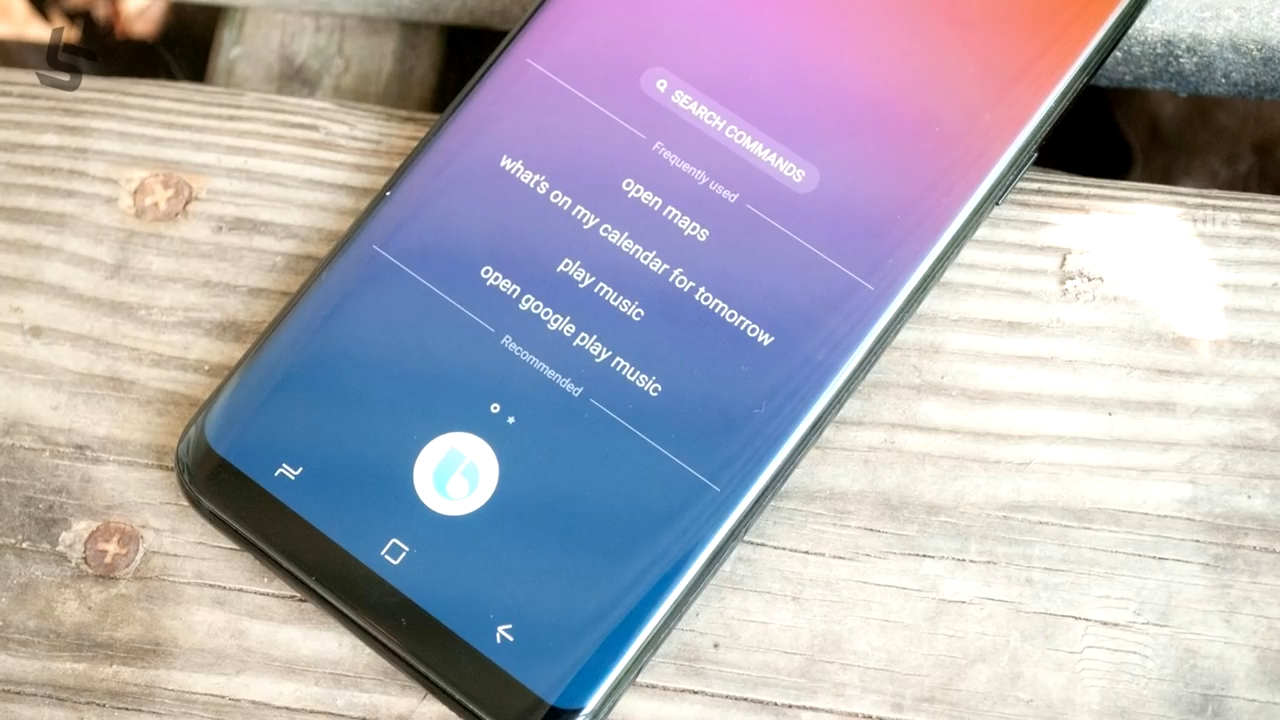 SEARCH COMMANDS
Frequently used
open maps
what's on my calendar for tomorrow
play music
open google play music
Recommended